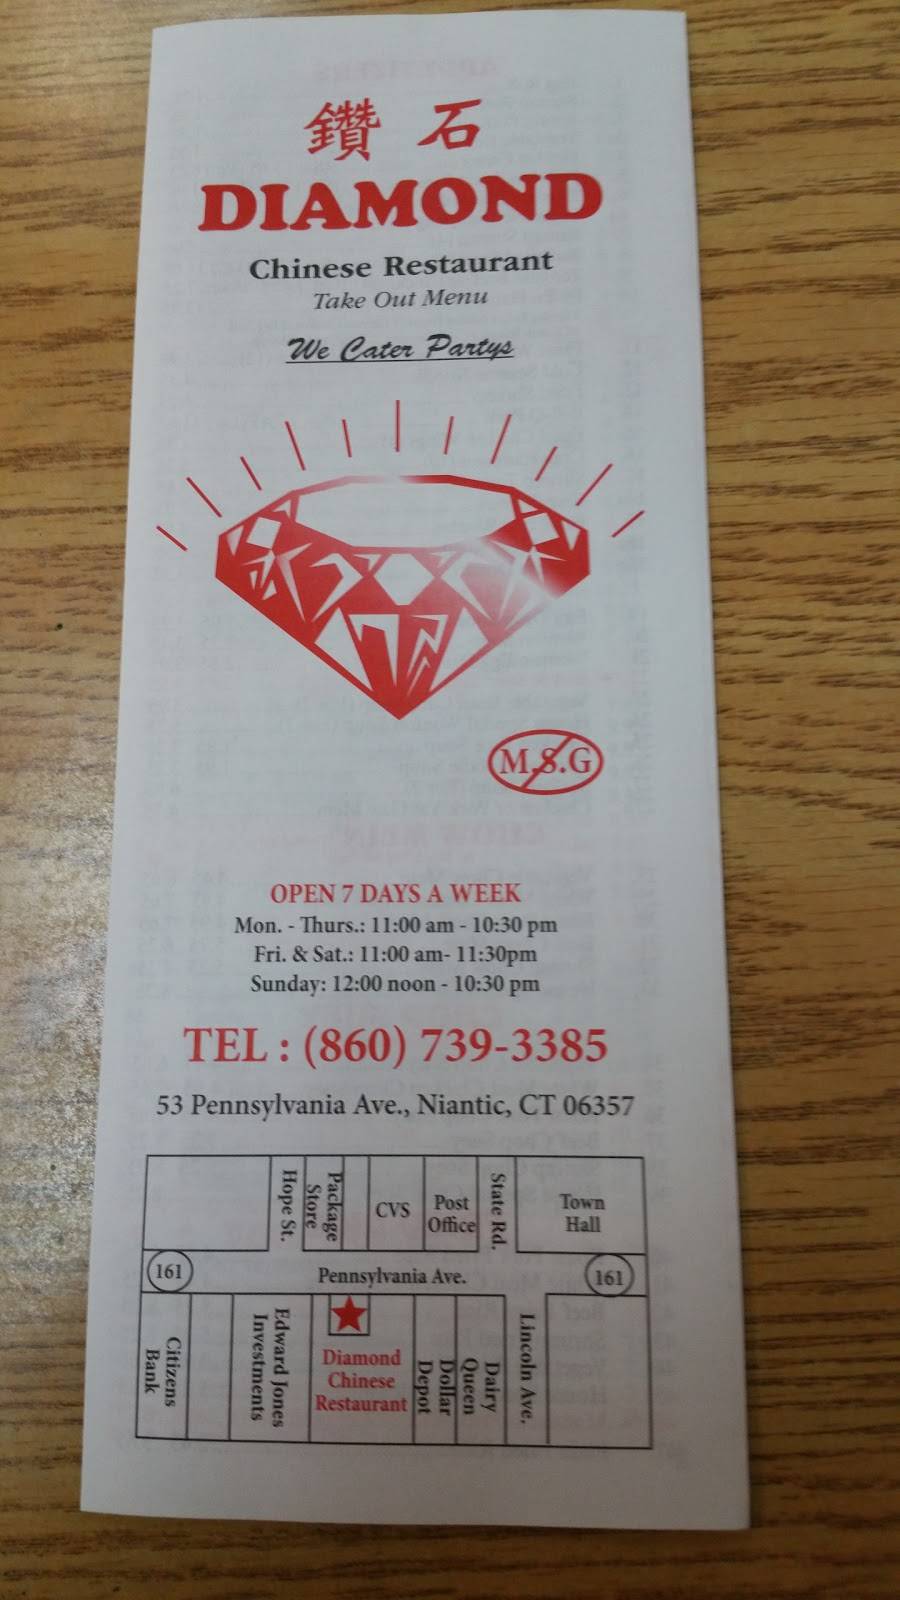 鑽 石
DIAMOND
Chinese Restaurant
Take Out Menu
We Cater Partys
M.S.G
OPEN 7 DAYS A WEEK
Mon. - Thurs.: 11:00 am - 10:30 pm
Fri. & Sat.: 11:00 am- 11:30pm
Sunday: 12:00 noon - 10:30 pm
TEL : (860) 739-3385
53 Pennsylvania Ave., Niantic, CT 06357
Hope St.
Package
Store
CVS
Post
Office
State Rd.
Town
Hall
161
Pennsylvania Ave.
161
Citizens
Bank
Edward Jones
Investments
Diamond
Chinese
Restaurant
Dollar
Depot
Dairy
Queen
Lincoln Ave.